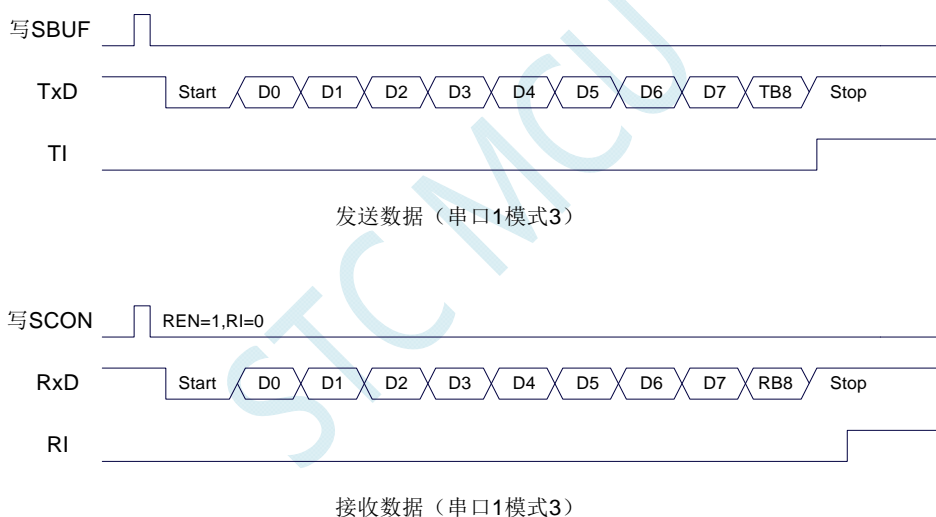 写SBUF
TxD Start D0 D1 D2 D3 D4 D5 D6 D7 TB8 Stop
TI
发送数据（串口1模式3）
写SCON REN=1,RI=0
RxD Start D0 D1 D2 D3 D4 D5 D6 D7 RB8 Stop
RI
接收数据（串口1模式3）
STC MCU